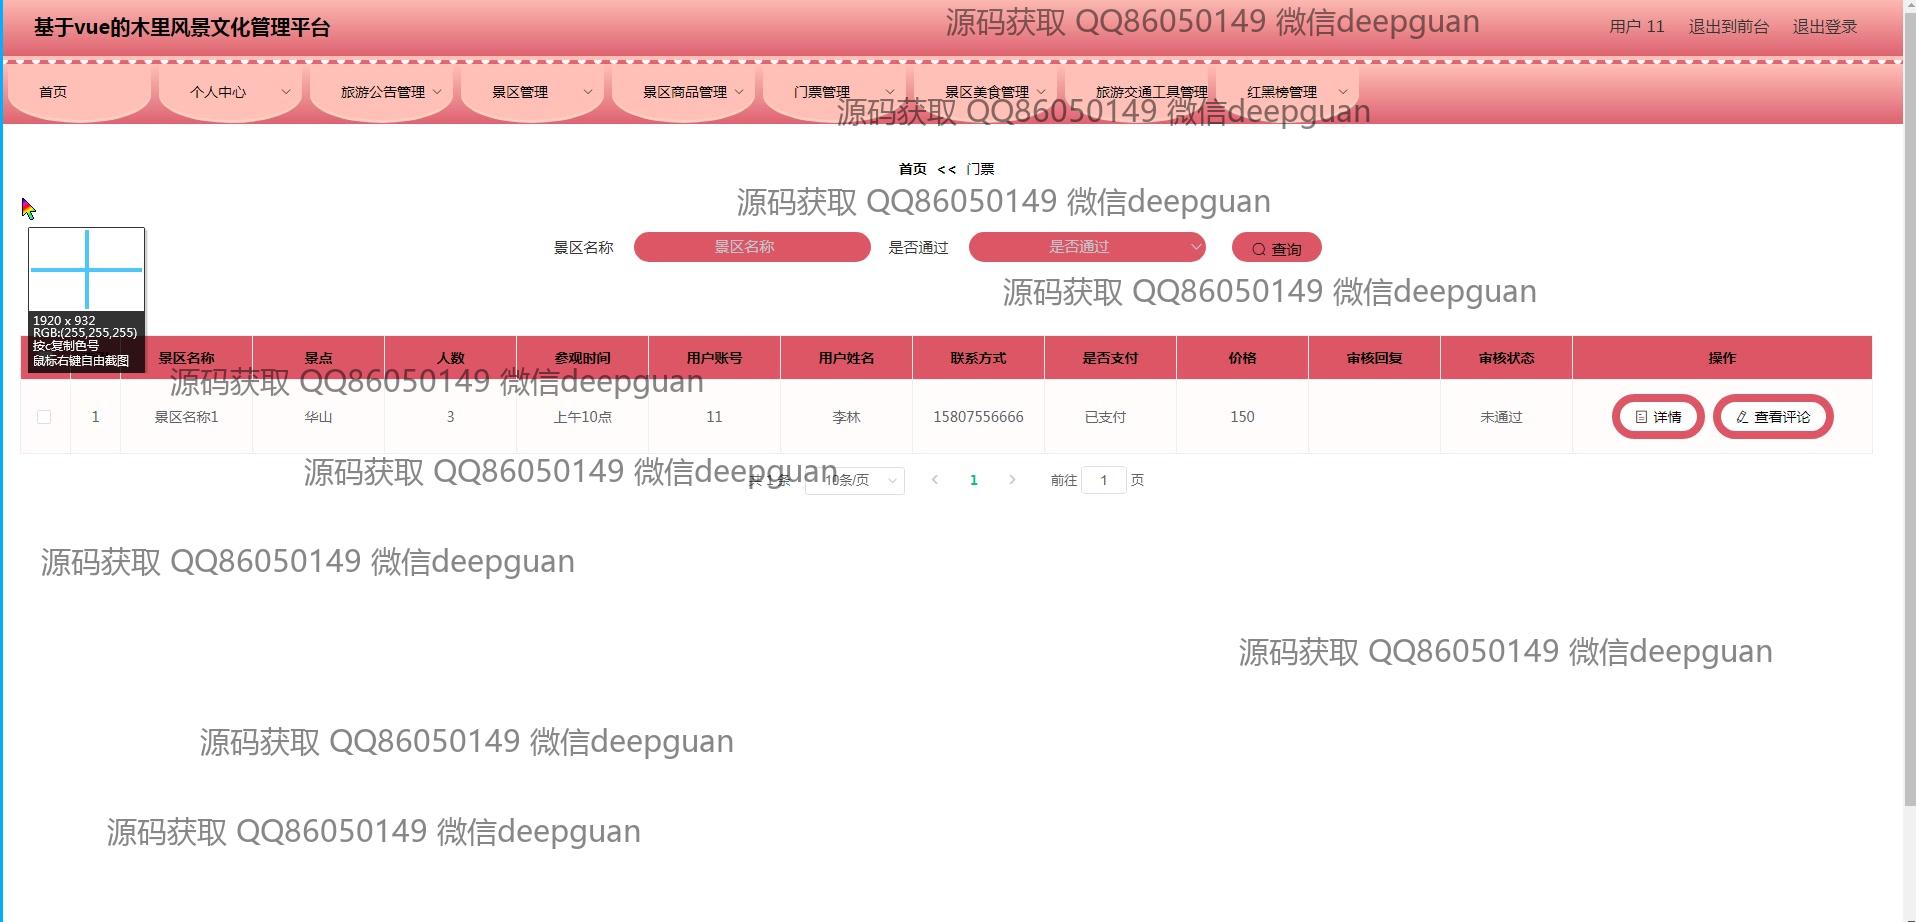 基于vue的木里风景文化管理平台
源码获取 QQ86050149 微信deepguan
用户 11 退出到前台 退出登录
首页 个人中心 旅游公告管理 景区管理 景区商品管理 门票管理 景区美食管理 旅游交通工具管理 红黑榜管理
源码获取 QQ86050149 微信deepguan
首页 << 门票
源码获取 QQ86050149 微信deepguan
景区名称 景区名称 是否通过 是否通过 查询
源码获取 QQ86050149 微信deepguan
1920 x 932
RGB:(255,255,255)
按c复制色号
鼠标右键自由截图
景区名称 景点 人数 参观时间 用户账号 用户姓名 联系方式 是否支付 价格 审核回复 审核状态 操作
源码获取 QQ86050149 微信deepguan
1 景区名称1 华山 3 上午10点 11 李林 15807556666 已支付 150 未通过 详情 查看评论
源码获取 QQ86050149 微信deepguan
共 1 条 10条/页 1 前往 1 页
源码获取 QQ86050149 微信deepguan
源码获取 QQ86050149 微信deepguan
源码获取 QQ86050149 微信deepguan
源码获取 QQ86050149 微信deepguan